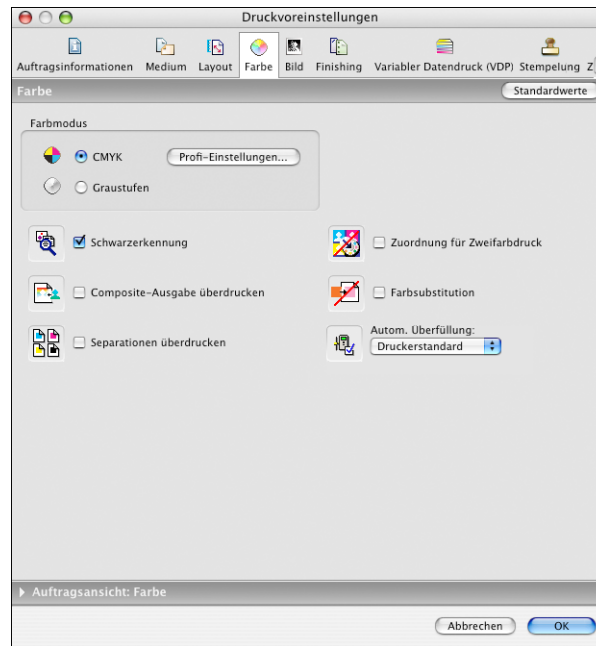 Druckvoreinstellungen
Auftragsinformationen Medium Layout Farbe Bild Finishing Variabler Datendruck (VDP) Stempelung Z
Farbe Standardwerte
Farbmodus
CMYK Profi-Einstellungen...
Graustufen
Schwarzerkennung Zuordnung für Zweifarbdruck
Composite-Ausgabe überdrucken Farbsubstitution
Autom. Überfüllung:
Separationen überdrucken Druckerstandard
Auftragsansicht: Farbe
Abbrechen OK